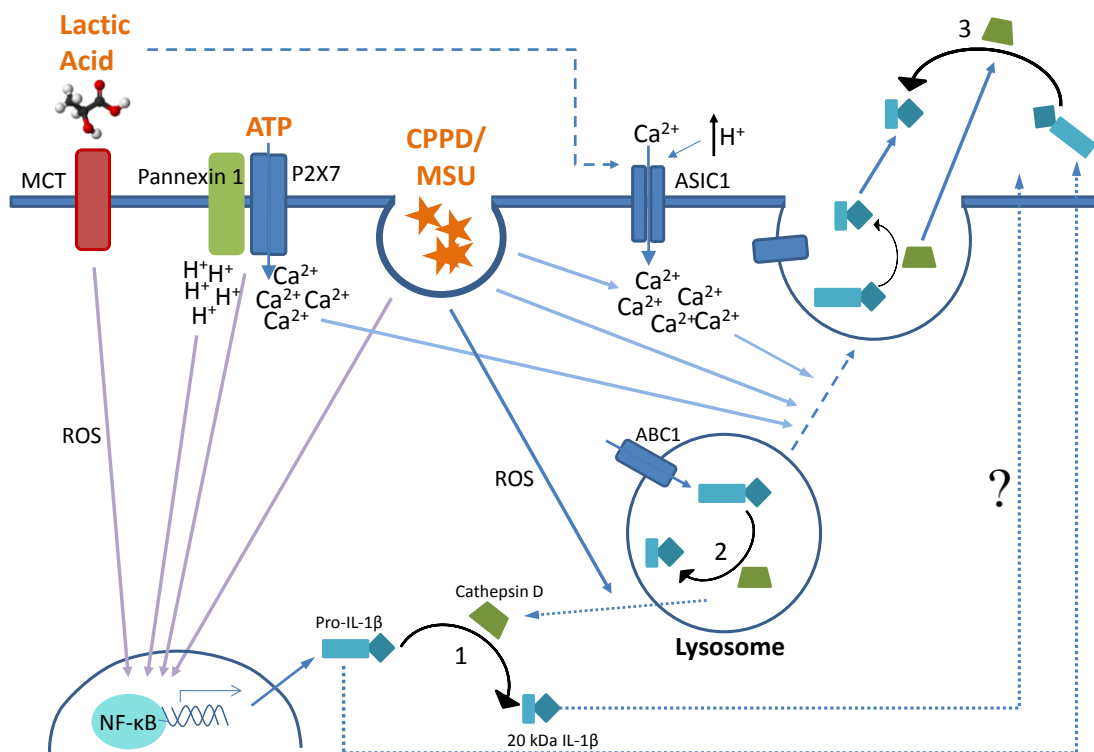 Lactic
Acid
3
ATP
CPPD/
MSU
Ca²⁺
H⁺
MCT
Pannexin 1
P2X7
ASIC1
H⁺H⁺
H⁺ H⁺
H⁺
Ca²⁺
Ca²⁺ Ca²⁺
Ca²⁺
Ca²⁺
Ca²⁺ Ca²⁺
Ca²⁺Ca²⁺
ROS
ROS
ABC1
?
2
Cathepsin D
Pro-IL-1β
1
Lysosome
NF-κB
20 kDa IL-1β